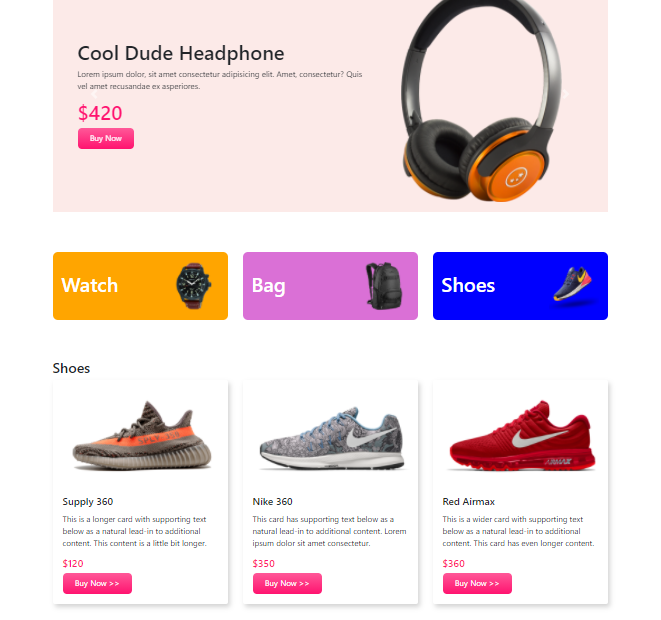 Cool Dude Headphone
Lorem ipsum dolor, sit amet consectetur adipisicing elit. Amet, consectetur? Quis
vel amet recusandae ex asperiores.
$420
Buy Now
Watch
Bag
Shoes
Shoes
Supply 360
This is a longer card with supporting text
below as a natural lead-in to additional
content. This content is a little bit longer.
$120
Buy Now >>
Nike 360
This card has supporting text below as a
natural lead-in to additional content. Lorem
ipsum dolor sit amet consectetur.
$350
Buy Now >>
Red Airmax
This is a wider card with supporting text
below as a natural lead-in to additional
content. This card has even longer content.
$360
Buy Now >>